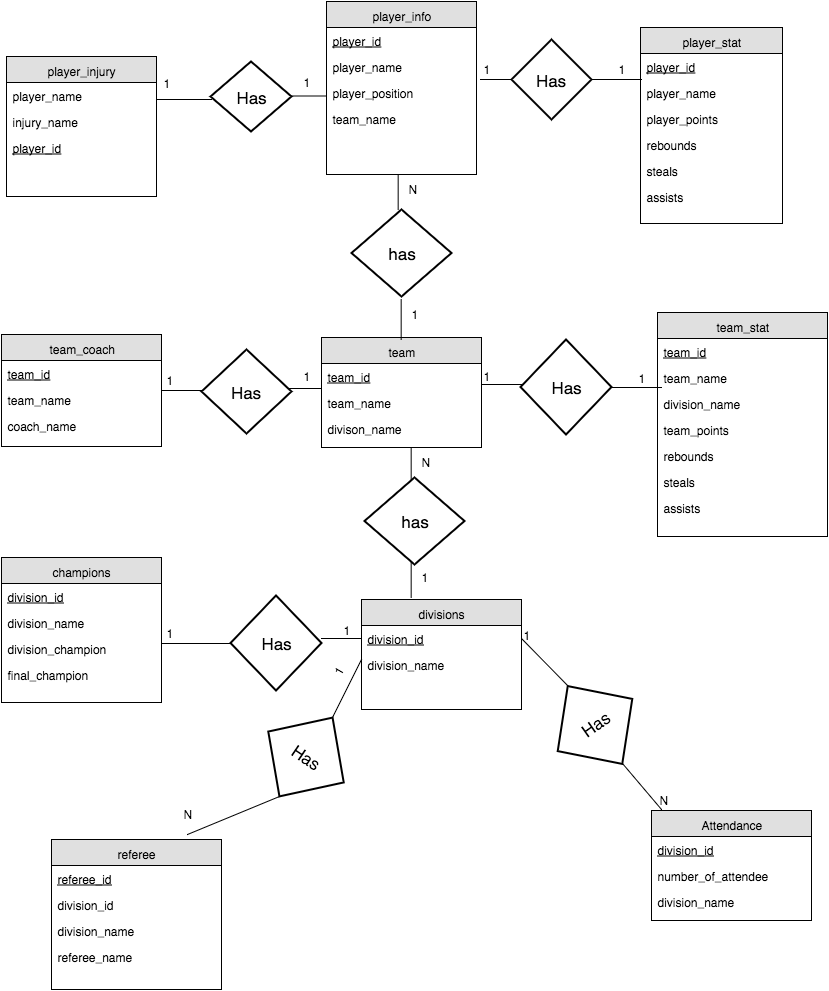 player_info
player_id
player_name
player_position
team_name
player_injury
player_name
injury_name
player_id
1
Has
1
1
Has
1
player_stat
player_id
player_name
player_points
rebounds
steals
assists
N
has
1
team_coach
team_id
team_name
coach_name
1
Has
1
team
team_id
team_name
divison_name
1
Has
1
team_stat
team_id
team_name
division_name
team_points
rebounds
steals
assists
N
has
1
champions
division_id
division_name
division_champion
final_champion
1
Has
1
divisions
division_id
division_name
1
Has
N
1
Has
N
referee
referee_id
division_id
division_name
referee_name
Attendance
division_id
number_of_attendee
division_name